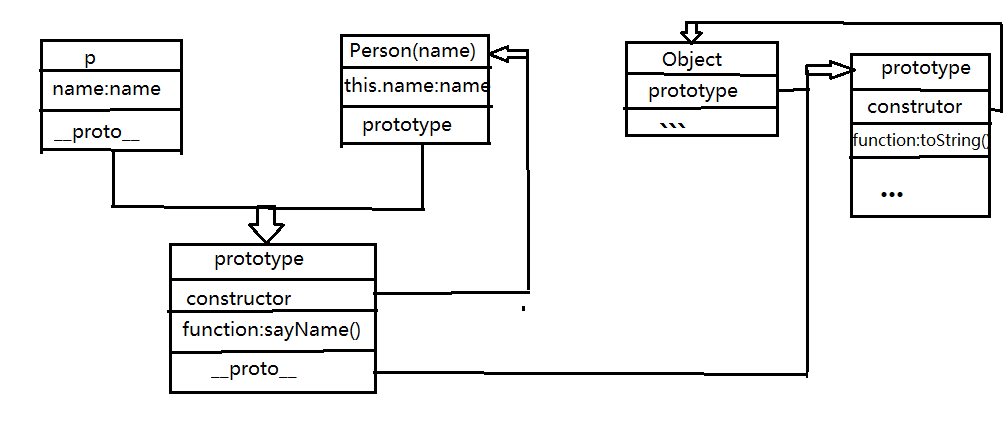 p
name:name
__proto__
Person(name)
this.name:name
prototype
Object
prototype
、、、
prototype
construtor
function:toString()
...
prototype
constructor
function:sayName()
__proto__